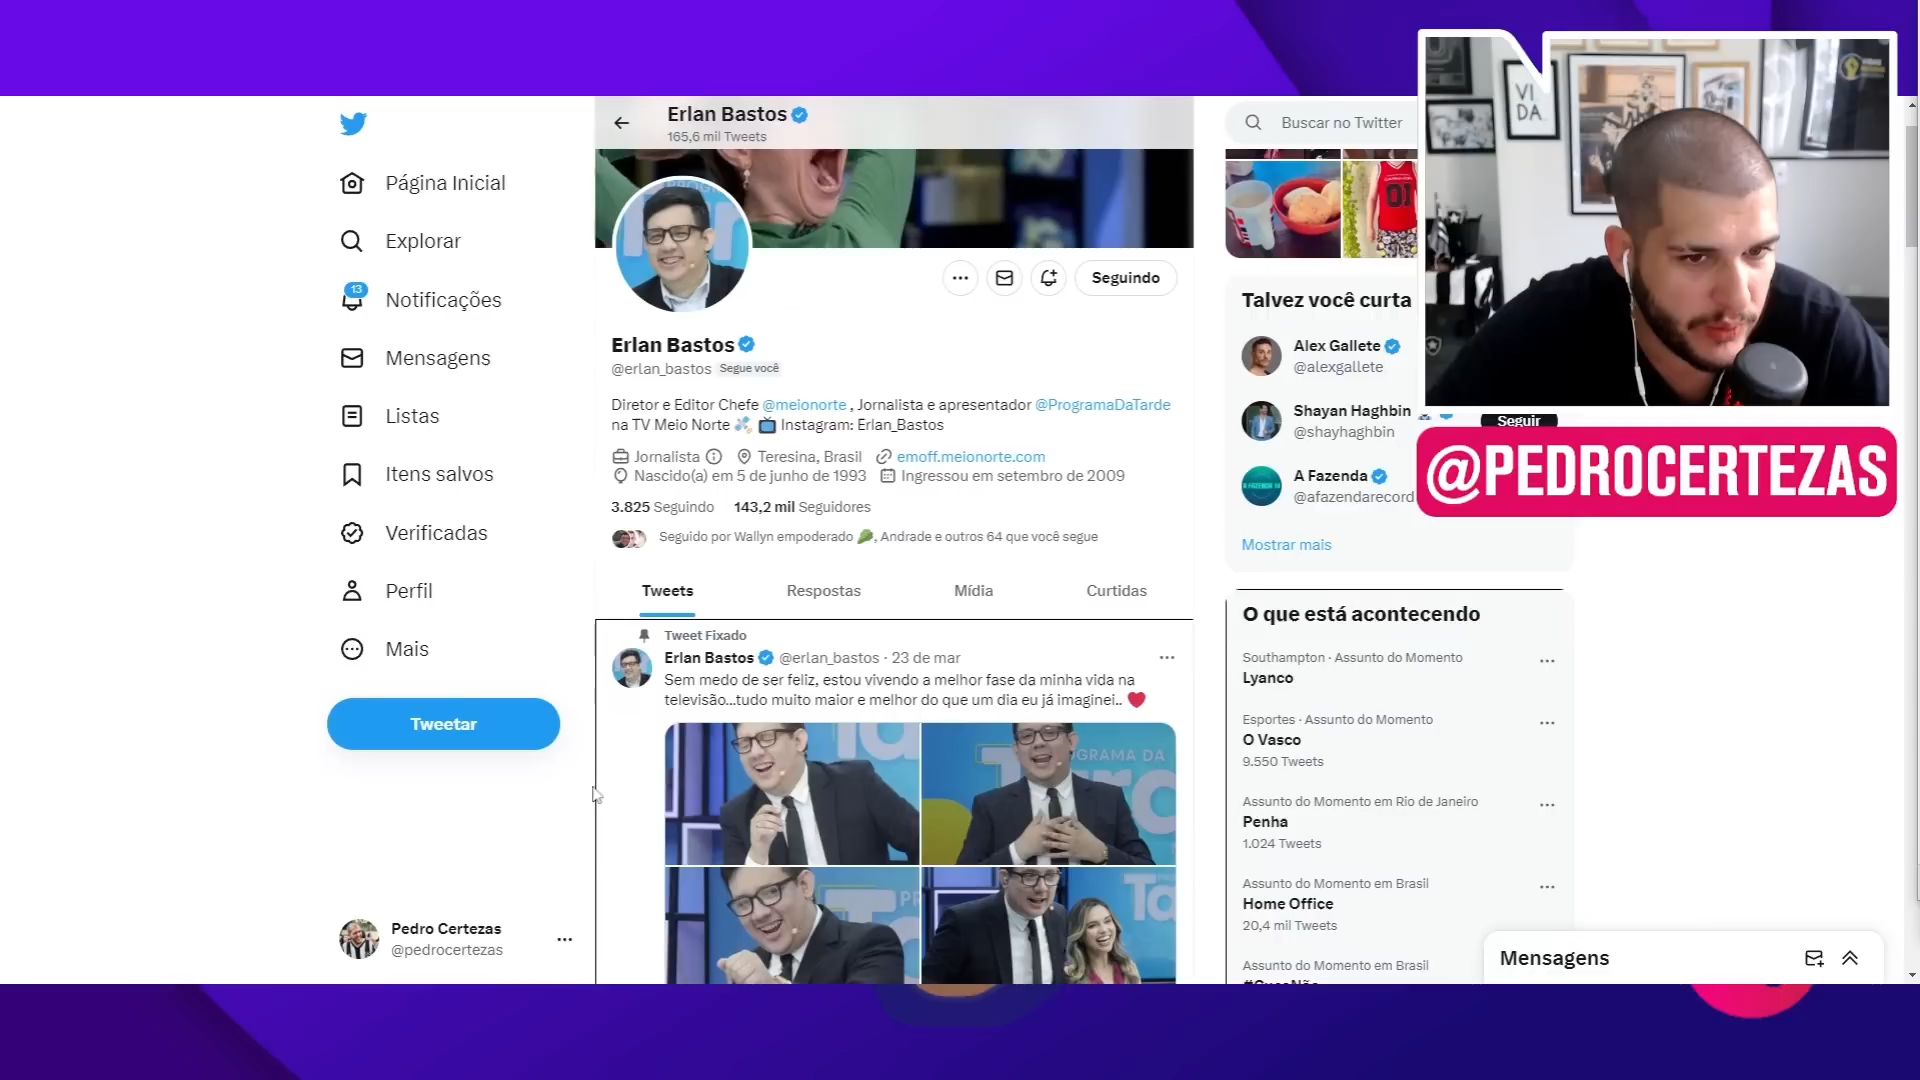 Erlan Bastos
165,6 mil Tweets
Buscar no Twitter
VI
DA
Página Inicial
Explorar
13
Notificações
Mensagens
Listas
Itens salvos
Verificadas
Perfil
Mais
Tweetar
Pedro Certezas
@pedrocertezas
Seguindo
Erlan Bastos
@erlan_bastos Segue você
Diretor e Editor Chefe @meionorte , Jornalista e apresentador @ProgramaDaTarde
na TV Meio Norte Instagram: Erlan_Bastos
Jornalista Teresina, Brasil emoff.meionorte.com
Nascido(a) em 5 de junho de 1993 Ingressou em setembro de 2009
3.825 Seguindo 143,2 mil Seguidores
Seguido por Wallyn empoderado 🥦, Andrade e outros 64 que você segue
Tweets Respostas Mídia Curtidas
Tweet Fixado
Erlan Bastos @erlan_bastos · 23 de mar
Sem medo de ser feliz, estou vivendo a melhor fase da minha vida na
televisão...tudo muito maior e melhor do que um dia eu já imaginei.. ❤️
GRAMA DA
Ta
01
Talvez você curta
Alex Gallete
@alexgallete
Shayan Haghbin
@shayhaghbin
Seguir
A Fazenda
@afazendarecord
Mostrar mais
@PEDROCERTEZAS
O que está acontecendo
Southampton · Assunto do Momento
Lyanco
Esportes · Assunto do Momento
O Vasco
9.550 Tweets
Assunto do Momento em Rio de Janeiro
Penha
1.024 Tweets
Assunto do Momento em Brasil
Home Office
20,4 mil Tweets
Assunto do Momento em Brasil
Mensagens